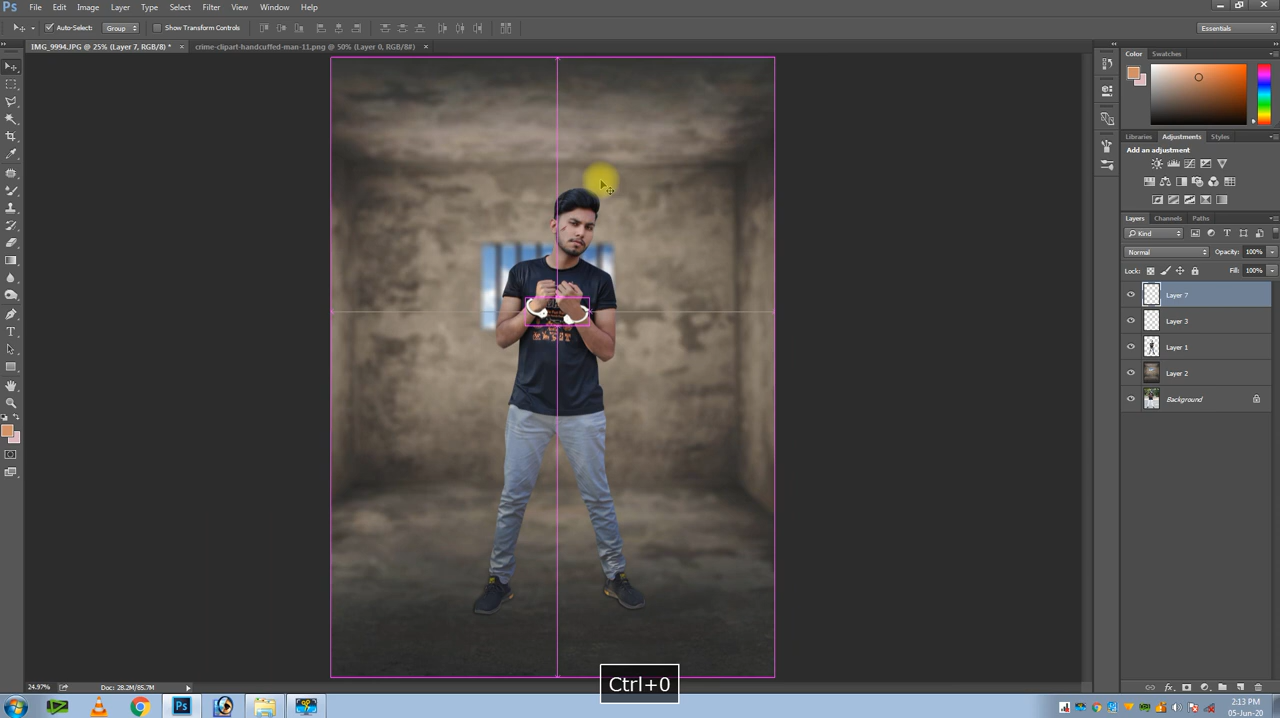 Ps File Edit Image Layer Type Select Filter 3D View Window Help
Auto-Select: Group Show Transform Controls Essentials
IMG_9994.JPG @ 25% (Layer 7, RGB/8) * × crime-clipart-handcuffed-man-11.png @ 50% (Layer 0, RGB/8#) ×
Color Swatches
Libraries Adjustments Styles
Add an adjustment
Layers Channels Paths
Kind
Normal Opacity: 100%
Lock: Fill: 100%
Layer 7
Layer 3
Layer 1
Layer 2
Background
Ctrl+0
24.97% Doc: 28.2M/85.7M
Ps
2:13 PM
05-Jun-20